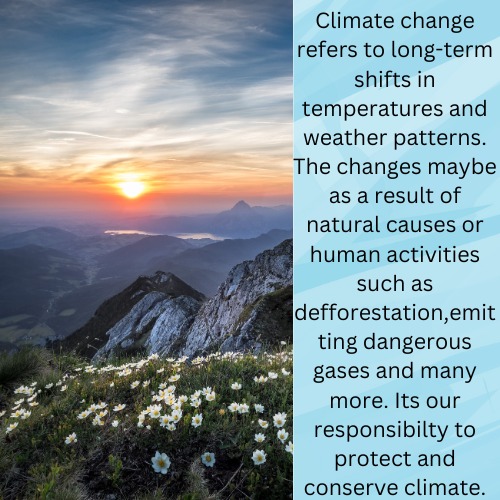 Climate change
refers to long-term
shifts in
temperatures and
weather patterns.
The changes maybe
as a result of
natural causes or
human activities
such as
defforestation,emit
ting dangerous
gases and many
more. Its our
responsibilty to
protect and
conserve climate.